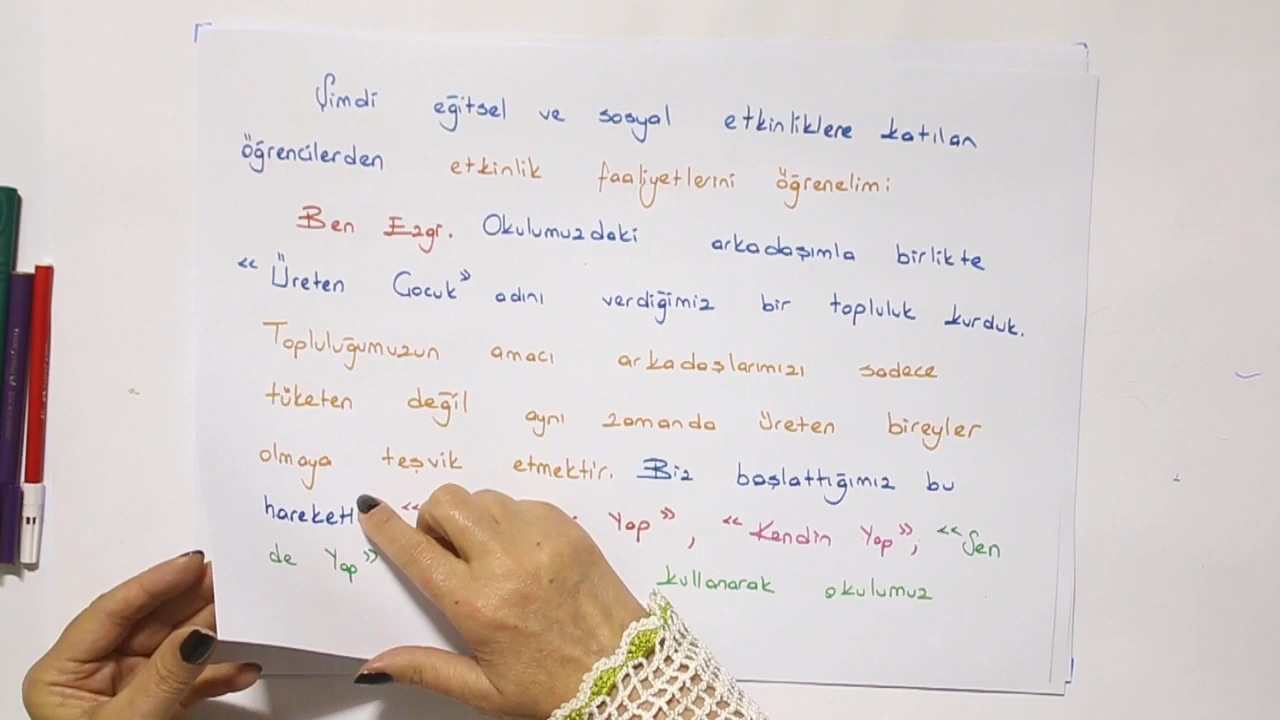 Şimdi eğitsel ve sosyal etkinliklere katılan
öğrencilerden etkinlik faaliyetlerini öğrenelim:
Ben Ezgi. Okulumuzdaki arkadaşımla birlikte
«Üreten Çocuk» adını verdiğimiz bir topluluk kurduk.
Topluluğumuzun amacı arkadaşlarımızı sadece
tüketen değil aynı zamanda üreten bireyler
olmaya teşvik etmektir. Biz başlattığımız bu
Yap», «Kendin Yap», «Sen
de Yap» kullanarak okulumuz